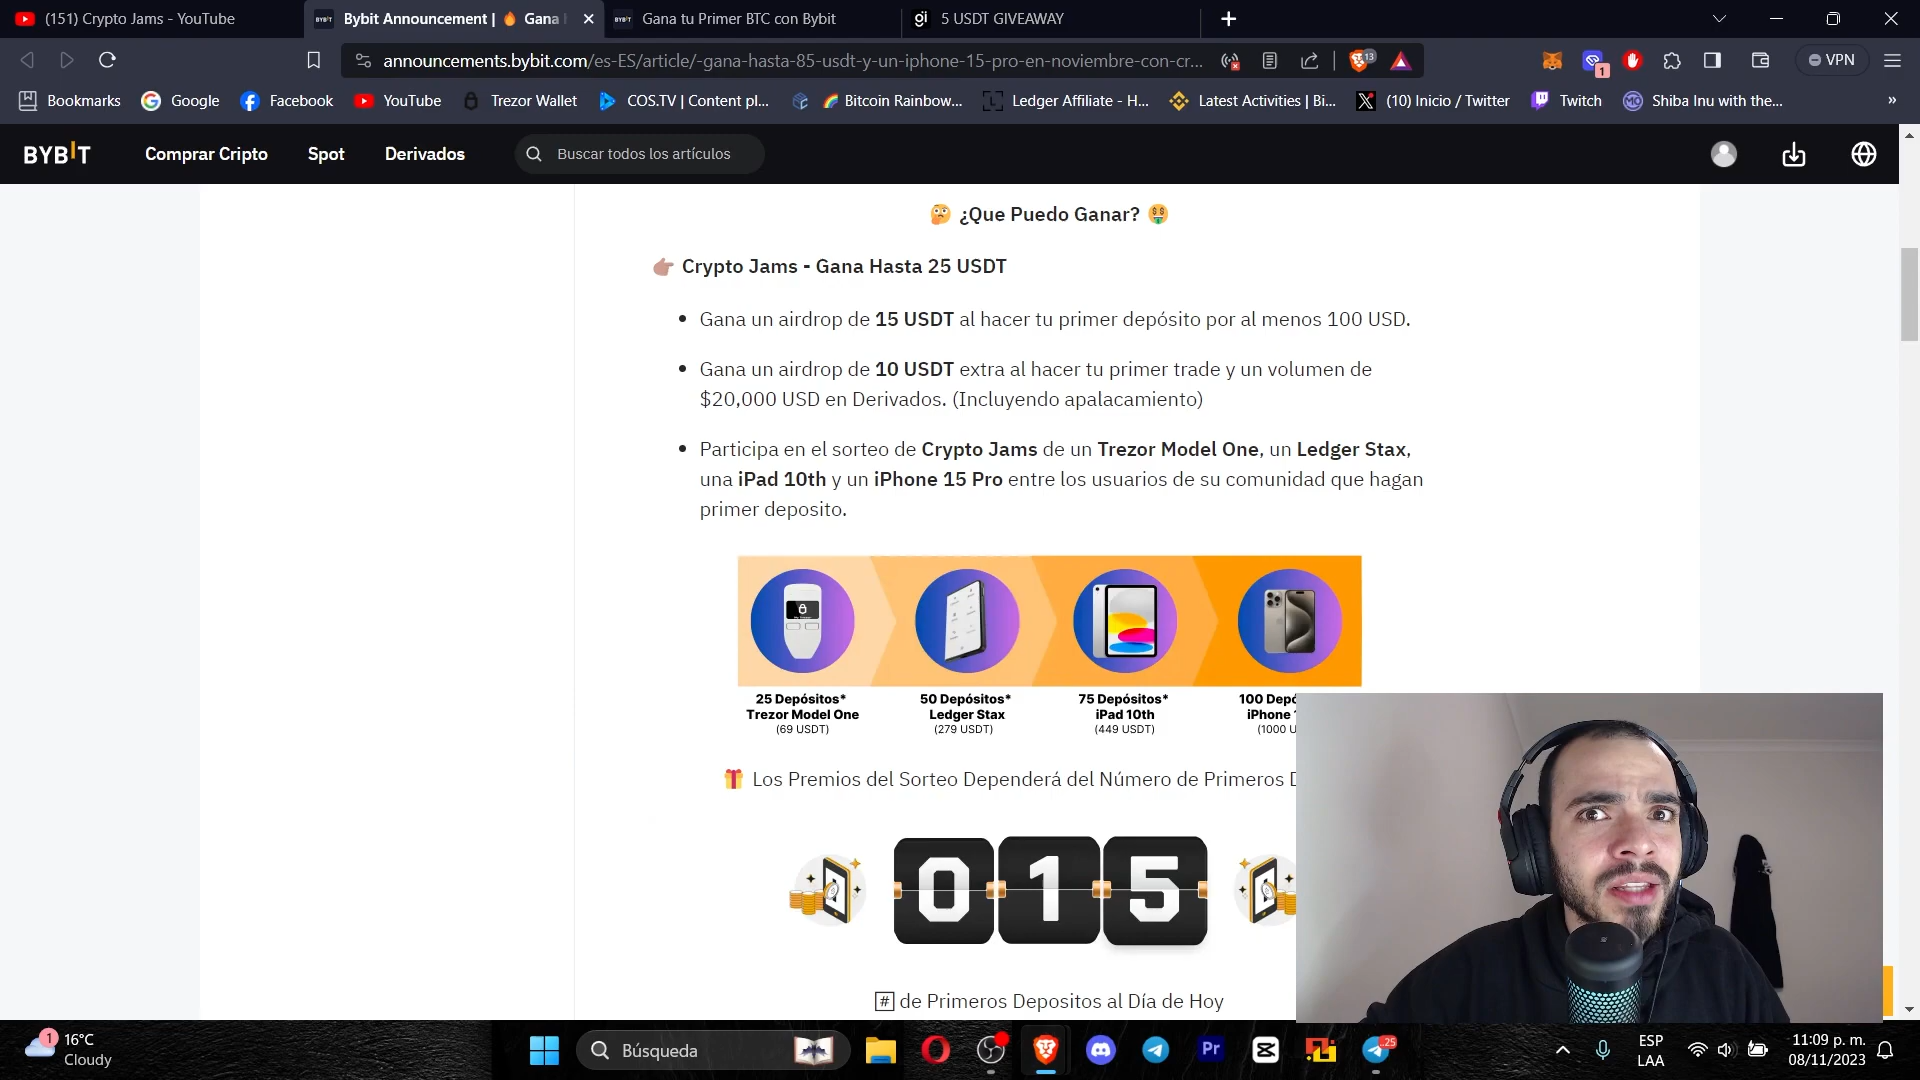 (151) Crypto Jams - YouTube
Bybit Announcement | 🔥 Gana
Gana tu Primer BTC con Bybit
5 USDT GIVEAWAY
announcements.bybit.com/es-ES/article/-gana-hasta-85-usdt-y-un-iphone-15-pro-en-noviembre-con-cr...
13
1
VPN
Bookmarks
Google
Facebook
YouTube
Trezor Wallet
COS.TV | Content pl...
Bitcoin Rainbow...
Ledger Affiliate - H...
Latest Activities | Bi...
(10) Inicio / Twitter
Twitch
Shiba Inu with the...
BYBIT
Comprar Cripto
Spot
Derivados
Buscar todos los artículos
🤔 ¿Que Puedo Ganar? 🤑
👉🏽 Crypto Jams - Gana Hasta 25 USDT
• Gana un airdrop de 15 USDT al hacer tu primer depósito por al menos 100 USD.
• Gana un airdrop de 10 USDT extra al hacer tu primer trade y un volumen de
$20,000 USD en Derivados. (Incluyendo apalacamiento)
• Participa en el sorteo de Crypto Jams de un Trezor Model One, un Ledger Stax,
una iPad 10th y un iPhone 15 Pro entre los usuarios de su comunidad que hagan
primer deposito.
25 Depósitos*
Trezor Model One
(69 USDT)
50 Depósitos*
Ledger Stax
(279 USDT)
75 Depósitos*
iPad 10th
(449 USDT)
100 Depó
iPhone
(1000 U
🎁 Los Premios del Sorteo Dependerá del Número de Primeros D
015
#️ de Primeros Depositos al Día de Hoy
1
16°C
Cloudy
Búsqueda
Pr
25
ESP
LAA
11:09 p. m.
08/11/2023